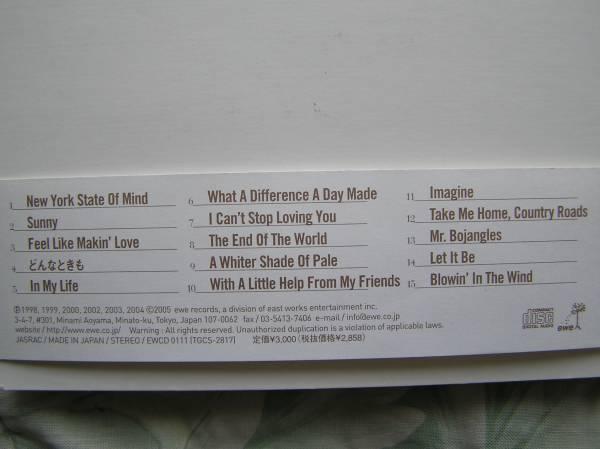 1 New York State Of Mind
2 Sunny
3 Feel Like Makin' Love
4 どんなときも
5 In My Life
6 What A Difference A Day Made
7 I Can't Stop Loving You
8 The End Of The World
9 A Whiter Shade Of Pale
10 With A Little Help From My Friends
11 Imagine
12 Take Me Home, Country Roads
13 Mr. Bojangles
14 Let It Be
15 Blowin' In The Wind
℗1998, 1999, 2000, 2002, 2003, 2004 ©2005 ewe records, a division of east works entertainment inc.
3-4-7, #301, Minami Aoyama, Minato-ku, Tokyo, Japan 107-0062 fax / 03-5413-7406 e-mail / info@ewe.co.jp
website / http://www.ewe.co.jp/ Warning : All rights reserved. Unauthorized duplication is a violation of applicable laws.
JASRAC / MADE IN JAPAN / STEREO / EWCD 0111 [TGCS-2817] 定価¥3,000(税抜価格¥2,858)
COMPACT
disc
DIGITAL AUDIO
ewe